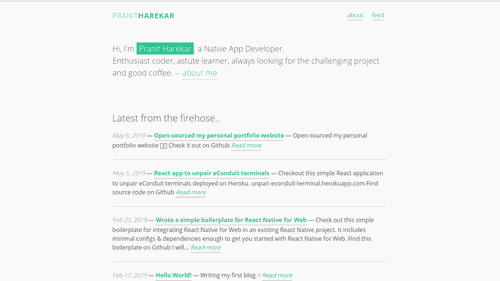 PRANITHAREKAR
about feed
Hi, I'm Pranit Harekar, a Native App Developer.
Enthusiast coder, astute learner, always looking for the challenging project
and good coffee. – about me
Latest from the firehose..
May 5, 2019 — Open-sourced my personal portfolio website — Open-sourced my personal
portfolio website Check it out on Github Read more
May 5, 2019 — React app to unpair eConduit terminals — Checkout this simple React application
to unpair eConduit terminals deployed on Heroku. unpair-econduit-terminal.herokuapp.com Find
source code on Github Read more
Feb 23, 2019 — Wrote a simple boilerplate for React Native for Web — Check out this simple
boilerplate for integrating React Native for Web in an existing React Native project. It includes
minimal configs & dependenies enough to get you started with React Native for Web. Find this
boilerplate on Github I will... Read more
Feb 17, 2019 — Hello World! — Writing my first blog Read more